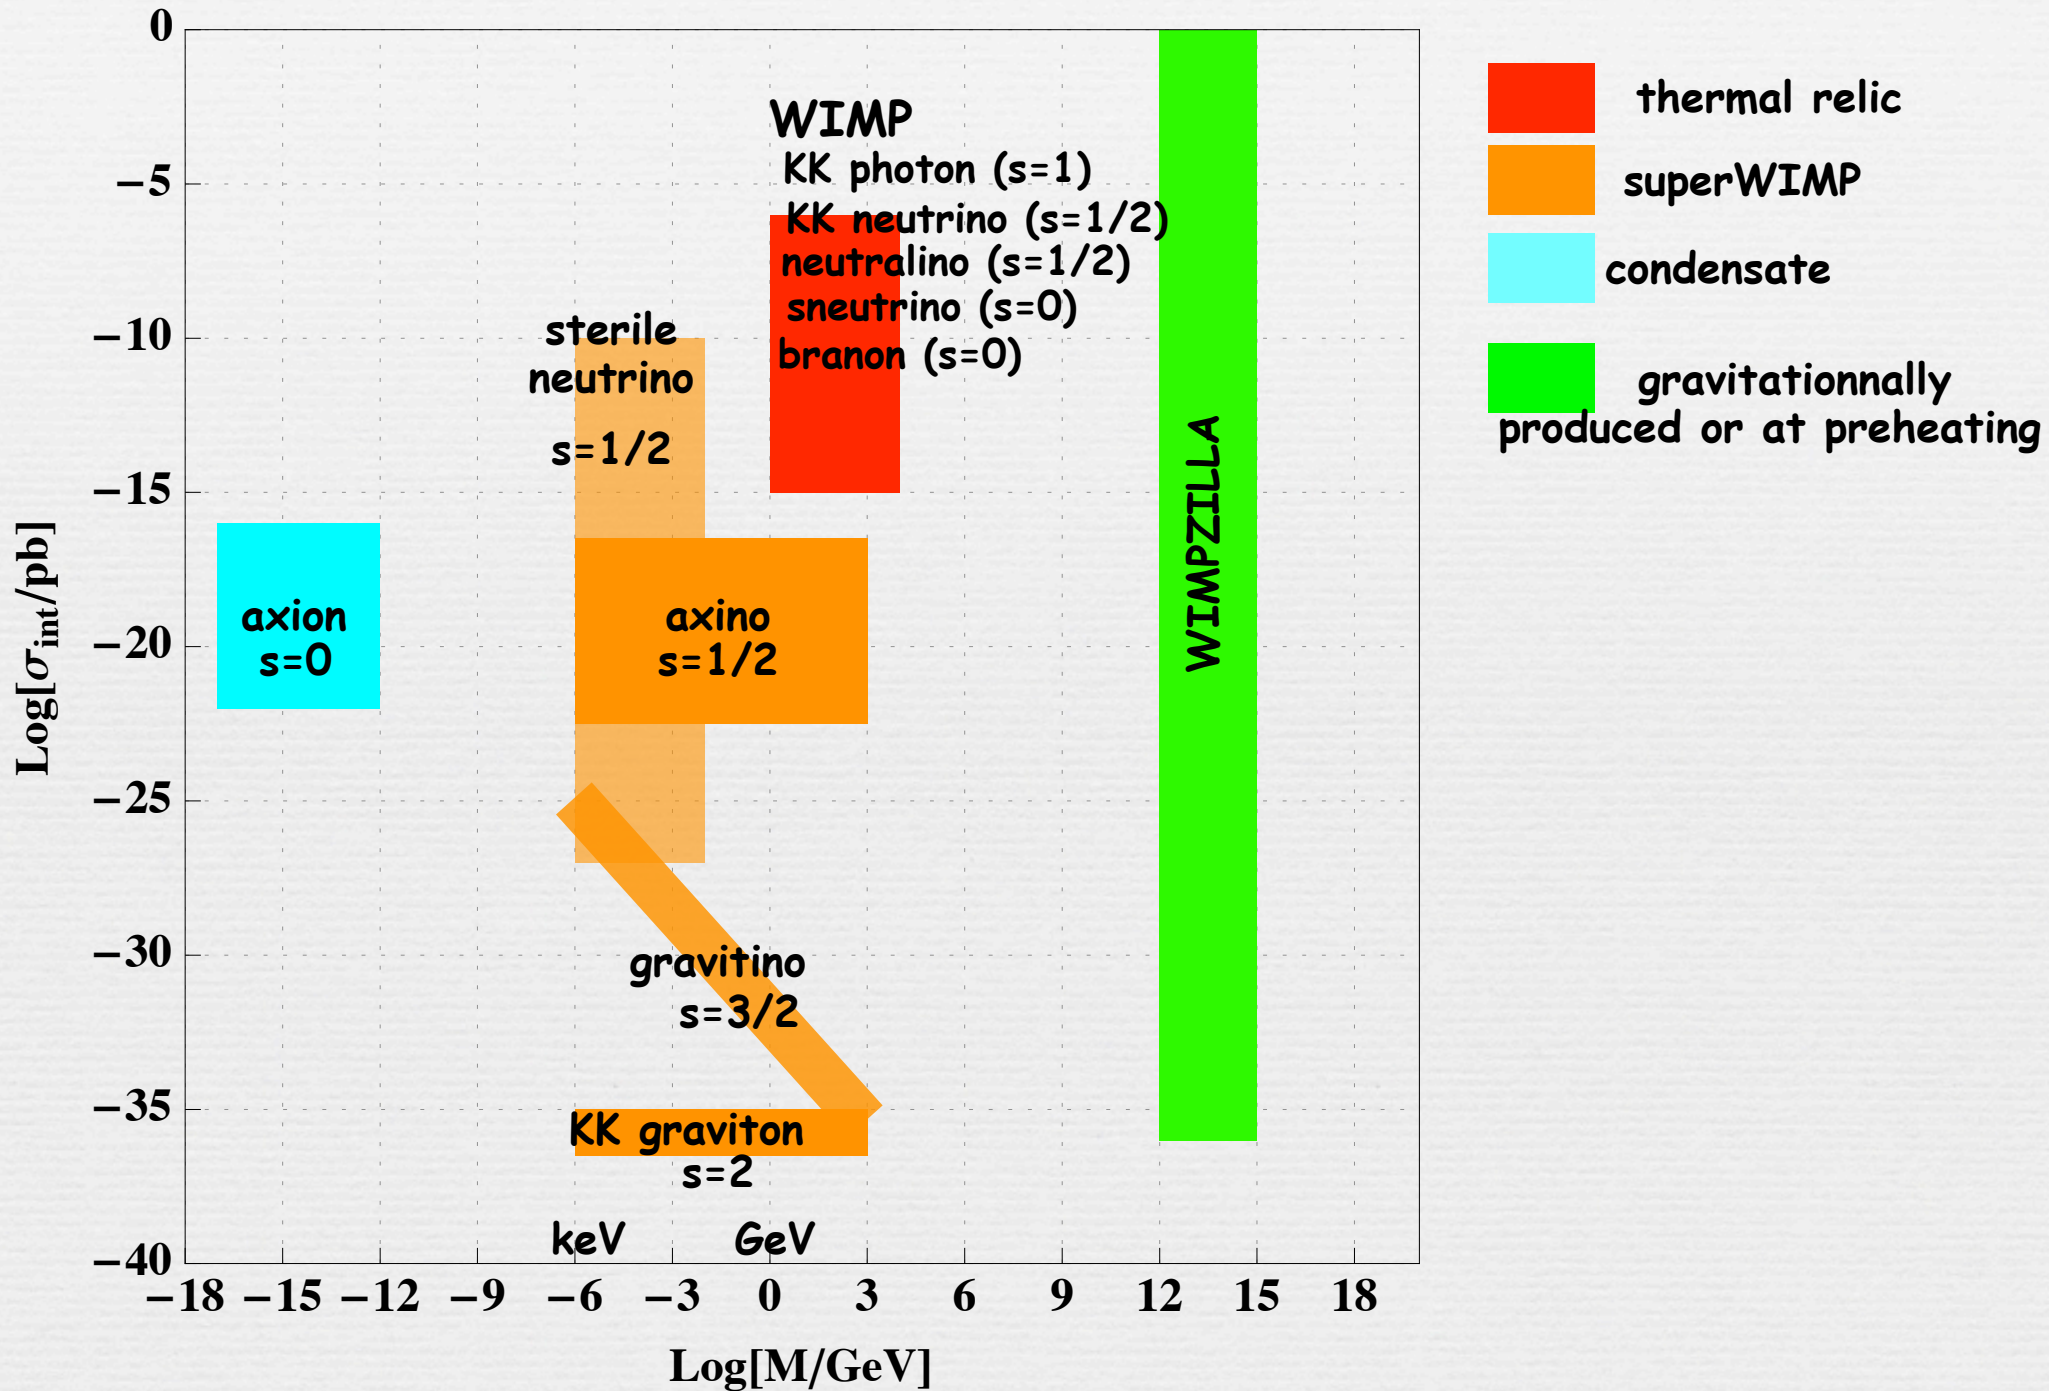 0
−5
−10
−15
−20
−25
−30
−35
−40
Log[σint/pb]
−18 −15 −12 −9 −6 −3 0 3 6 9 12 15 18
Log[M/GeV]
WIMP
KK photon (s=1)
KK neutrino (s=1/2)
neutralino (s=1/2)
sneutrino (s=0)
branon (s=0)
sterile
neutrino
s=1/2
axion
s=0
axino
s=1/2
WIMPZILLA
gravitino
s=3/2
KK graviton
s=2
keV
GeV
thermal relic
superWIMP
condensate
gravitationnally
produced or at preheating